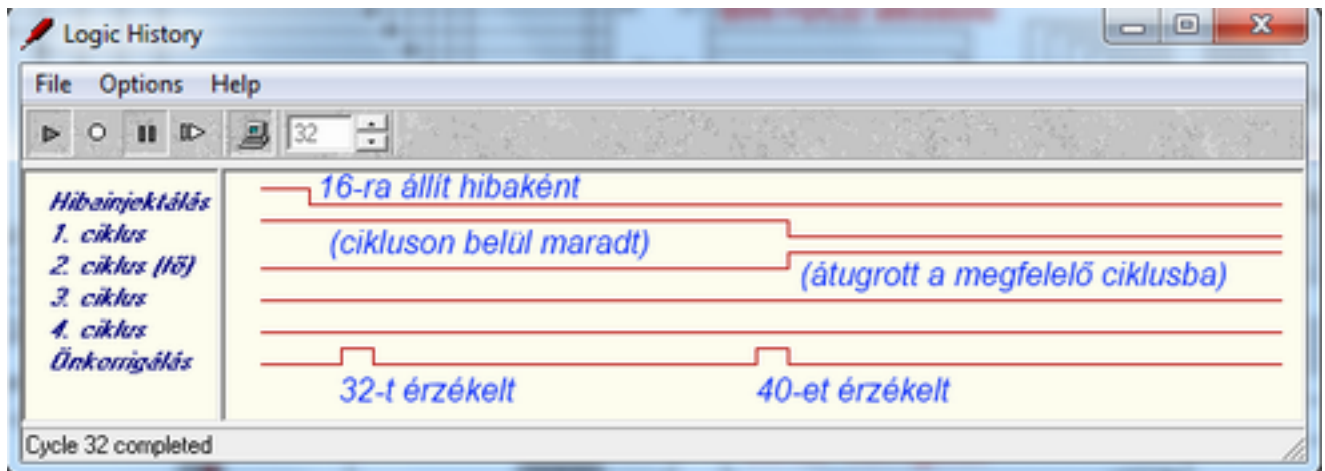 Logic History
File Options Help
32
Hibainjektálás
16-ra állít hibaként
1. ciklus
(cikluson belül maradt)
2. ciklus (fő)
(átugrott a megfelelő ciklusba)
3. ciklus
4. ciklus
Önkorrigálás
32-t érzékelt 40-et érzékelt
Cycle 32 completed